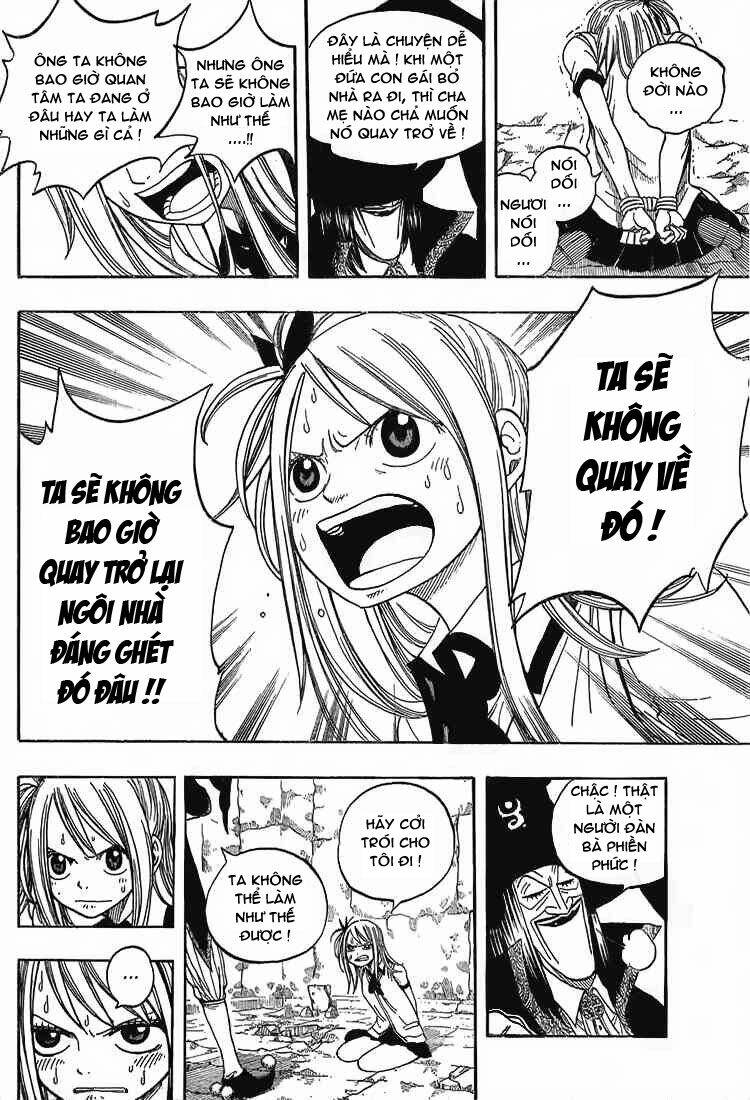 KHÔNG
ĐỜI NÀO
...
NÓI
DỐI
...
NGƯƠI
NÓI
DỐI
...
ĐÂY LÀ CHUYỆN DỄ
HIỂU MÀ ! KHI MỘT
ĐỨA CON GÁI BỎ
NHÀ RA ĐI, THÌ CHA
MẸ NÀO CHẢ MUỐN
NÓ QUAY TRỞ VỀ !
NHƯNG ÔNG
TA SẼ KHÔNG
BAO GIỜ LÀM
NHƯ THẾ
....!!
ÔNG TA KHÔNG
BAO GIỜ QUAN
TÂM TA ĐANG Ở
ĐÂU HAY TA LÀM
NHỮNG GÌ CẢ !
TA SẼ
KHÔNG
QUAY VỀ
ĐÓ !
TA SẼ KHÔNG
BAO GIỜ
QUAY TRỞ LẠI
NGÔI NHÀ
ĐÁNG GHÉT
ĐÓ ĐÂU !!
CHẬC ! THẬT
LÀ MỘT
NGƯỜI ĐÀN
BÀ PHIỀN
PHỨC !
HÃY CỞI
TRÓI CHO
TÔI ĐI !
TA KHÔNG
THỂ LÀM
NHƯ THẾ
ĐƯỢC !
...